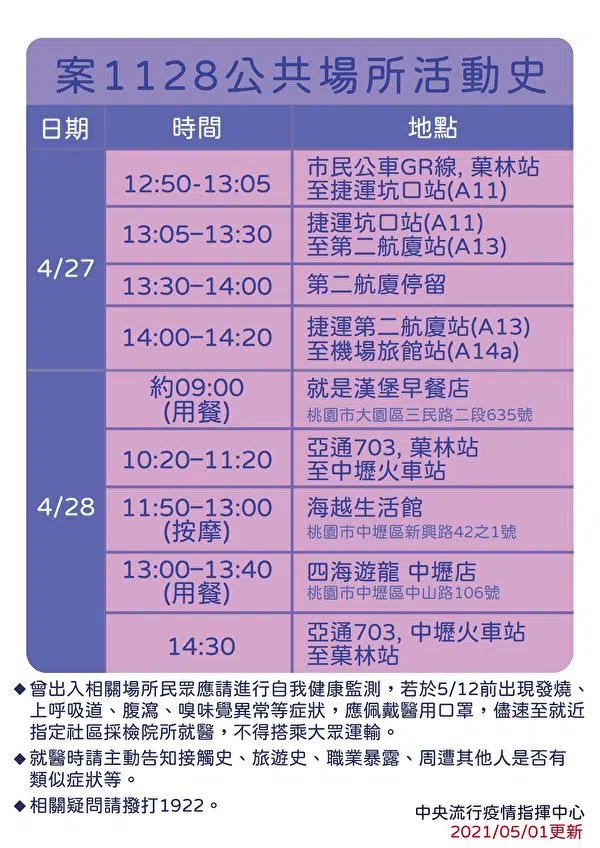 案1128公共場所活動史
日期 時間 地點
4/27
12:50-13:05
市民公車GR線, 菓林站
至捷運坑口站(A11)
13:05–13:30
捷運坑口站(A11)
至第二航廈站(A13)
13:30–14:00
第二航廈停留
14:00–14:20
捷運第二航廈站(A13)
至機場旅館站(A14a)
4/28
約09:00
(用餐)
就是漢堡早餐店
桃園市大園區三民路二段635號
10:20–11:20
亞通703, 菓林站
至中壢火車站
11:50–13:00
(按摩)
海越生活館
桃園市中壢區新興路42之1號
13:00–13:40
(用餐)
四海遊龍 中壢店
桃園市中壢區中山路106號
14:30
亞通703, 中壢火車站
至菓林站
◆曾出入相關場所民眾應請進行自我健康監測，若於5/12前出現發燒、
上呼吸道、腹瀉、嗅味覺異常等症狀，應佩戴醫用口罩，儘速至就近
指定社區採檢院所就醫，不得搭乘大眾運輸。
◆就醫時請主動告知接觸史、旅遊史、職業暴露、周遭其他人是否有
類似症狀等。
◆相關疑問請撥打1922。
中央流行疫情指揮中心
2021/05/01更新